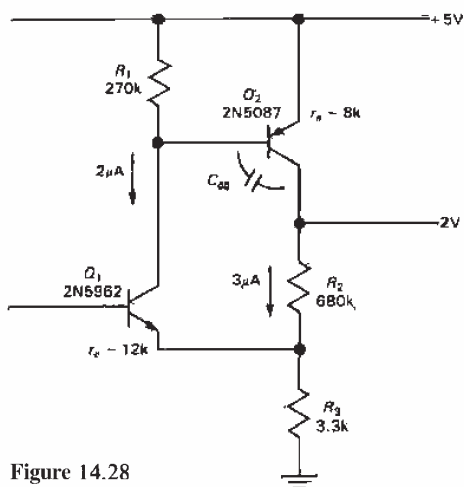 +5V
R1
270k
Q2
2N5087
re - 8k
2μA
Q1
2N5962
re - 12k
3μA
2V
R2
680k
R3
3.3k
Figure 14.28